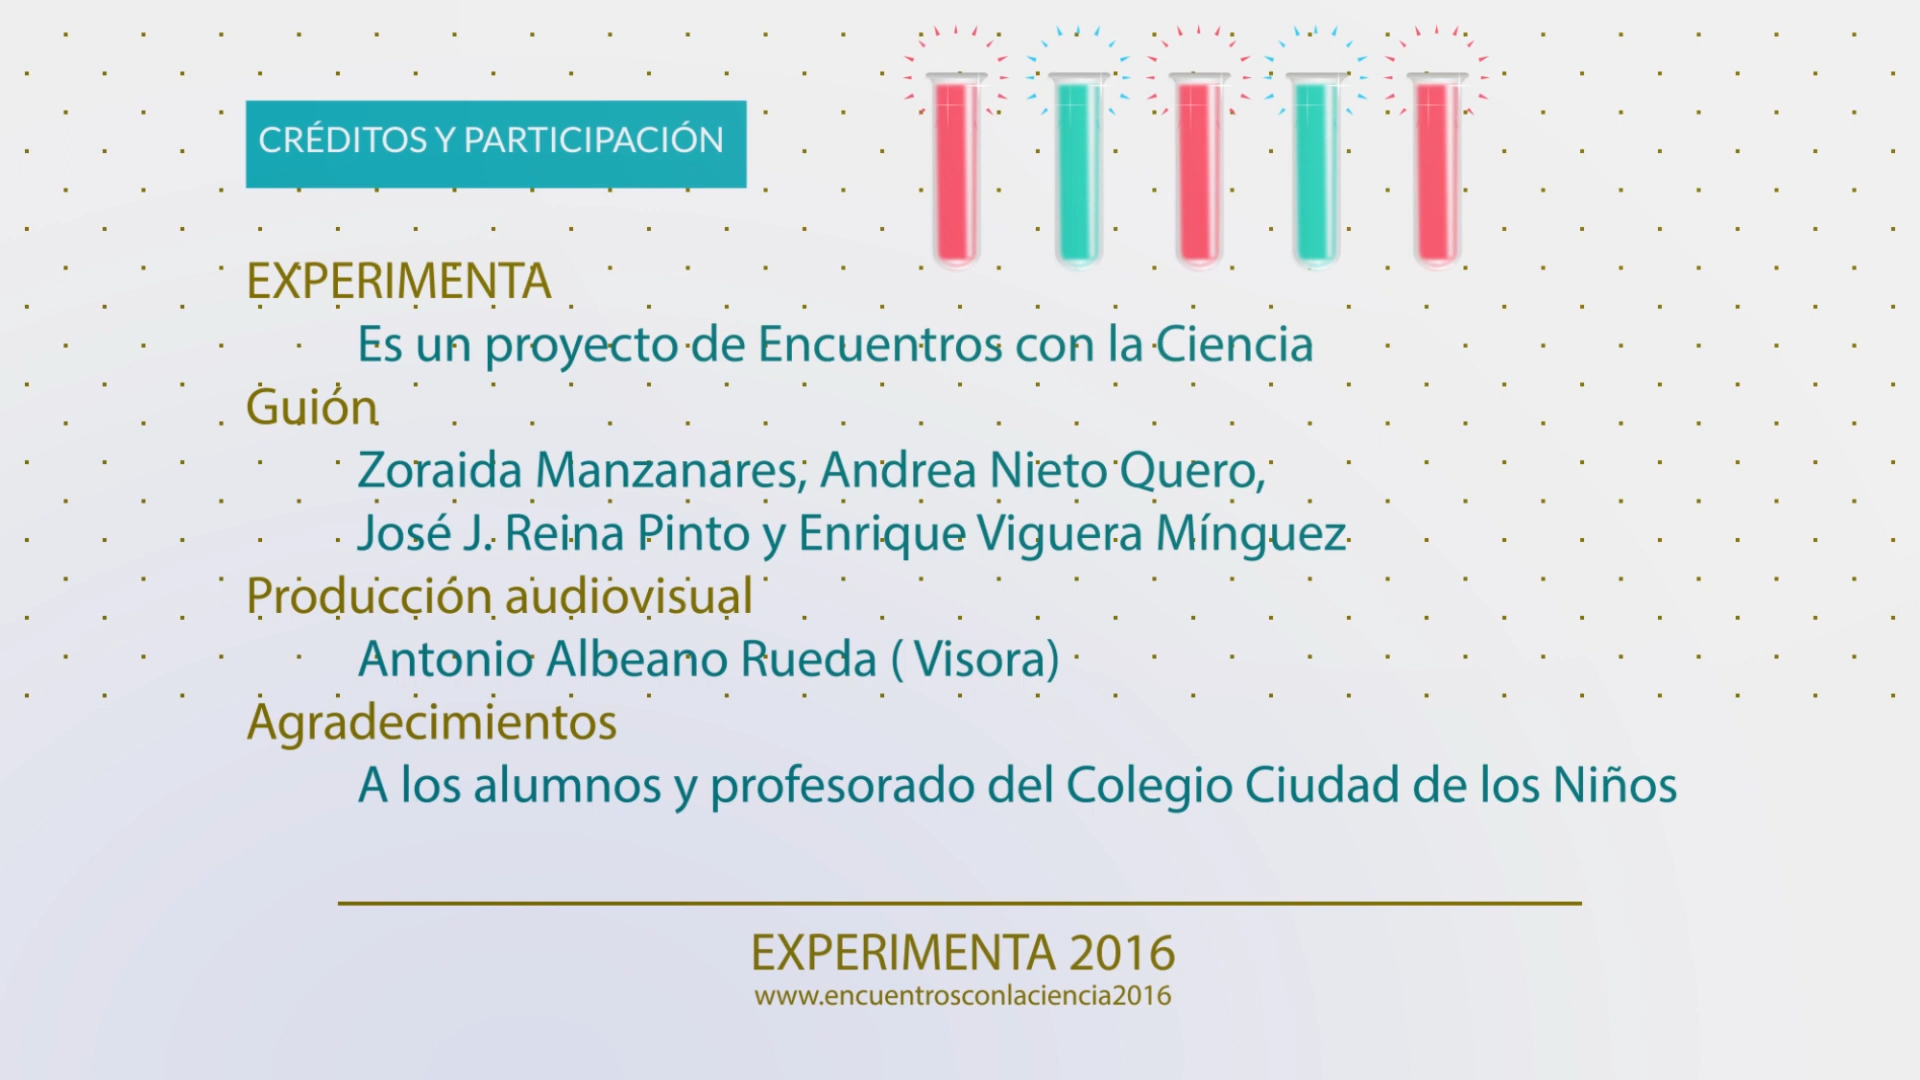 CRÉDITOS Y PARTICIPACIÓN
EXPERIMENTA
Es un proyecto de Encuentros con la Ciencia
Guión
Zoraida Manzanares, Andrea Nieto Quero,
José J. Reina Pinto y Enrique Viguera Mínguez
Producción audiovisual
Antonio Albeano Rueda ( Visora)
Agradecimientos
A los alumnos y profesorado del Colegio Ciudad de los Niños
EXPERIMENTA 2016
www.encuentrosconlaciencia2016